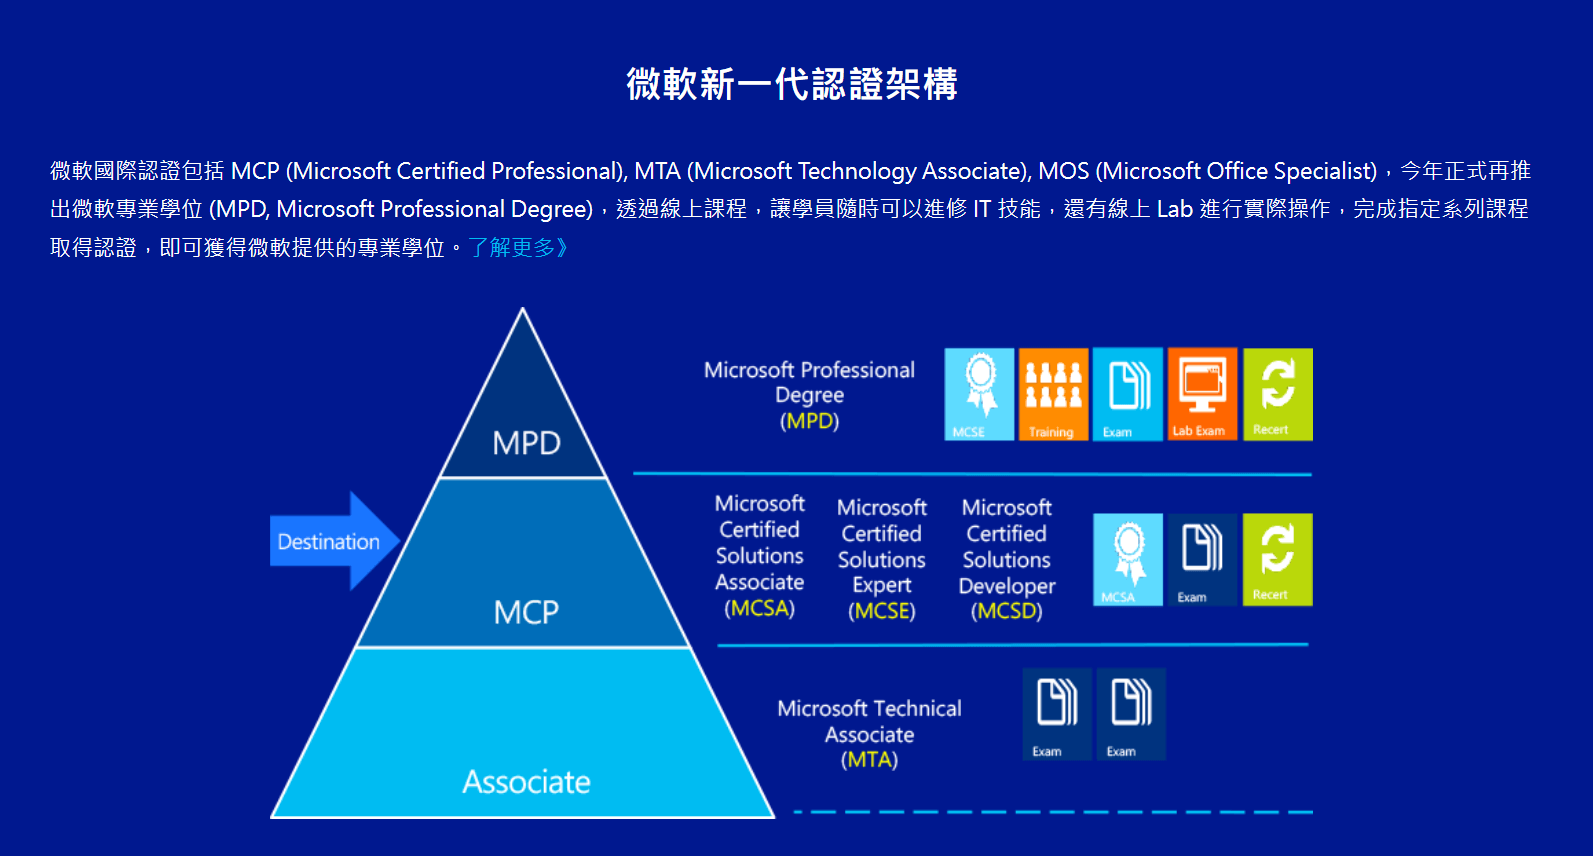 微軟新一代認證架構
微軟國際認證包括 MCP (Microsoft Certified Professional), MTA (Microsoft Technology Associate), MOS (Microsoft Office Specialist)，今年正式再推
出微軟專業學位 (MPD, Microsoft Professional Degree)，透過線上課程，讓學員隨時可以進修 IT 技能，還有線上 Lab 進行實際操作，完成指定系列課程
取得認證，即可獲得微軟提供的專業學位。了解更多》
MPD
Microsoft Professional
Degree
(MPD)
MCSE
Training
Exam
Lab Exam
Recert
Destination
MCP
Microsoft
Certified
Solutions
Associate
(MCSA)
Microsoft
Certified
Solutions
Expert
(MCSE)
Microsoft
Certified
Solutions
Developer
(MCSD)
MCSA
Exam
Recert
Associate
Microsoft Technical
Associate
(MTA)
Exam
Exam